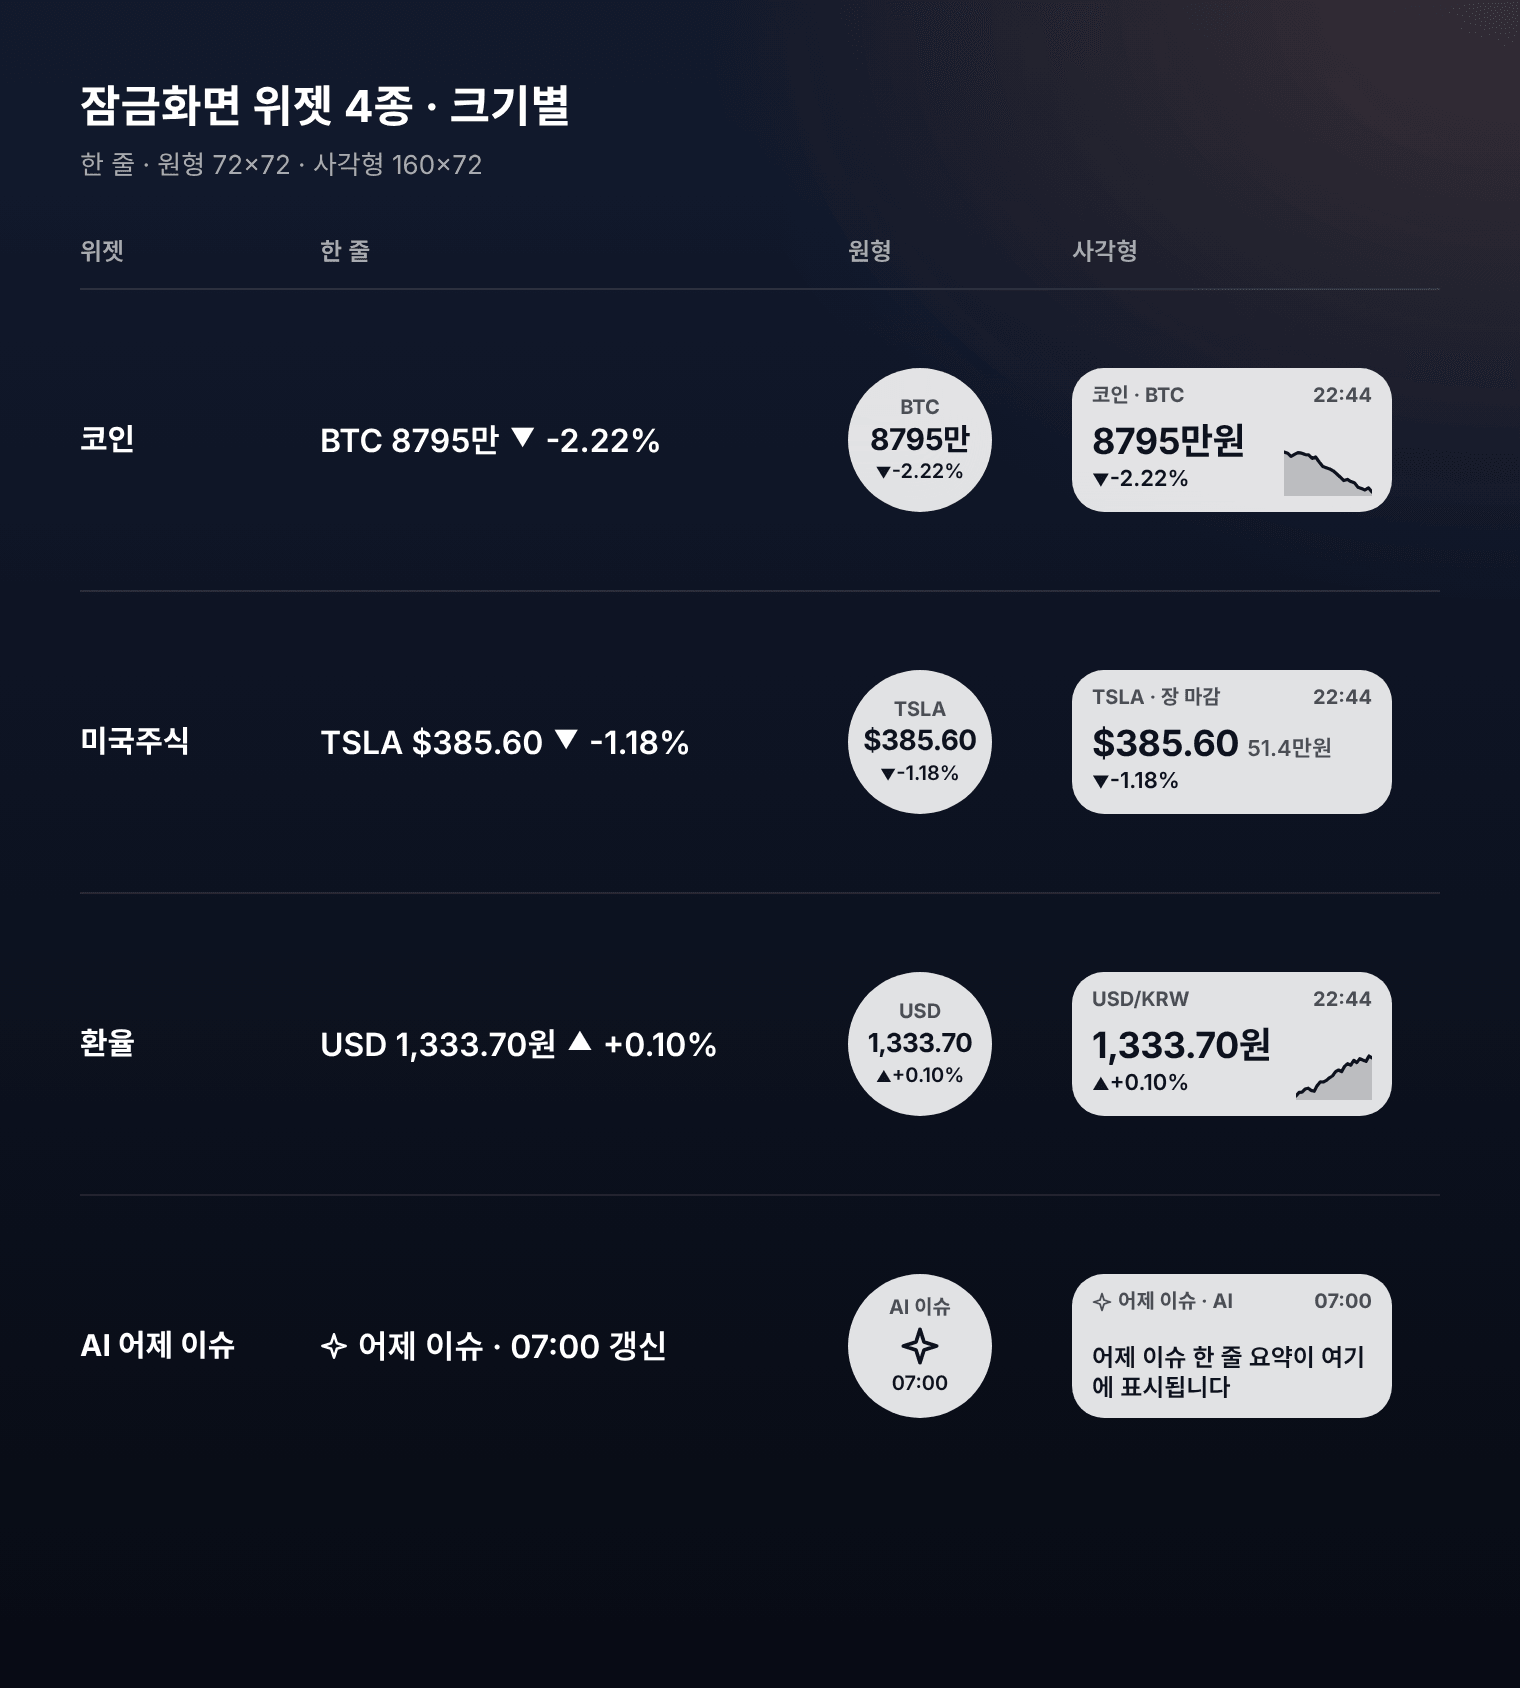 잠금화면 위젯 4종 · 크기별
한 줄 · 원형 72×72 · 사각형 160×72
위젯 한 줄 원형 사각형
코인
BTC 8795만 ▼ -2.22%
BTC
8795만
▼-2.22%
코인 · BTC 22:44
8795만원
▼-2.22%
미국주식
TSLA $385.60 ▼ -1.18%
TSLA
$385.60
▼-1.18%
TSLA · 장 마감 22:44
$385.60 51.4만원
▼-1.18%
환율
USD 1,333.70원 ▲ +0.10%
USD
1,333.70
▲+0.10%
USD/KRW 22:44
1,333.70원
▲+0.10%
AI 어제 이슈
✧ 어제 이슈 · 07:00 갱신
AI 이슈
07:00
✧ 어제 이슈 · AI 07:00
어제 이슈 한 줄 요약이 여기
에 표시됩니다